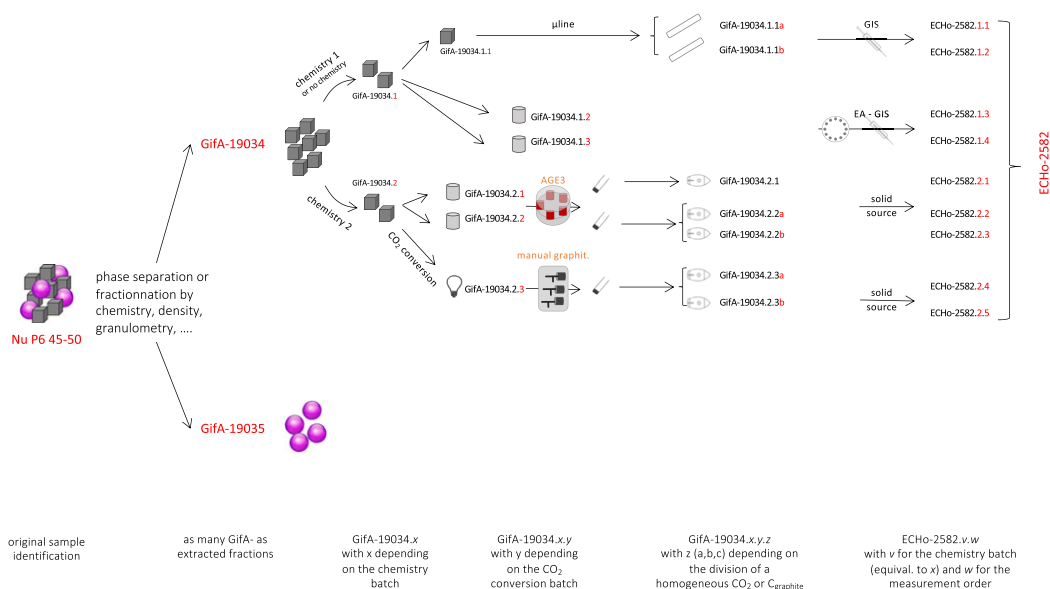 Nu P6 45-50
phase separation or
fractionnation by
chemistry, density,
granulometry, ….
GifA-19034
GifA-19035
chemistry 1
or no chemistry
GifA-19034.1
chemistry 2
GifA-19034.2
CO2 conversion
GifA-19034.1.1
GifA-19034.1.2
GifA-19034.1.3
GifA-19034.2.1
GifA-19034.2.2
GifA-19034.2.3
µline
AGE3
manual graphit.
GifA-19034.1.1a
GifA-19034.1.1b
GifA-19034.2.1
GifA-19034.2.2a
GifA-19034.2.2b
GifA-19034.2.3a
GifA-19034.2.3b
GIS
EA - GIS
solid
source
solid
source
ECHo-2582.1.1
ECHo-2582.1.2
ECHo-2582.1.3
ECHo-2582.1.4
ECHo-2582.2.1
ECHo-2582.2.2
ECHo-2582.2.3
ECHo-2582.2.4
ECHo-2582.2.5
ECHo-2582
original sample
identification
as many GifA- as
extracted fractions
GifA-19034.x
with x depending
on the chemistry
batch
GifA-19034.x.y
with y depending
on the CO2
conversion batch
GifA-19034.x.y.z
with z (a,b,c) depending on
the division of a
homogeneous CO2 or Cgraphite
ECHo-2582.v.w
with v for the chemistry batch
(equival. to x) and w for the
measurement order